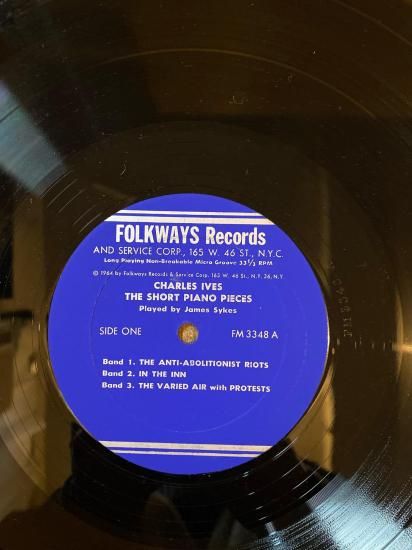 FOLKWAYS Records
AND SERVICE CORP., 165 W. 46 ST., N.Y.C.
Long Playing Non-Breakable Micro Groove 33⅓ RPM
© 1964 by Folkways Records & Service Corp. 165 W. 46 St., N.Y. 36, N.Y.
CHARLES IVES
THE SHORT PIANO PIECES
Played by James Sykes
SIDE ONE FM 3348 A
Band 1. THE ANTI-ABOLITIONIST RIOTS
Band 2. IN THE INN
Band 3. THE VARIED AIR with PROTESTS